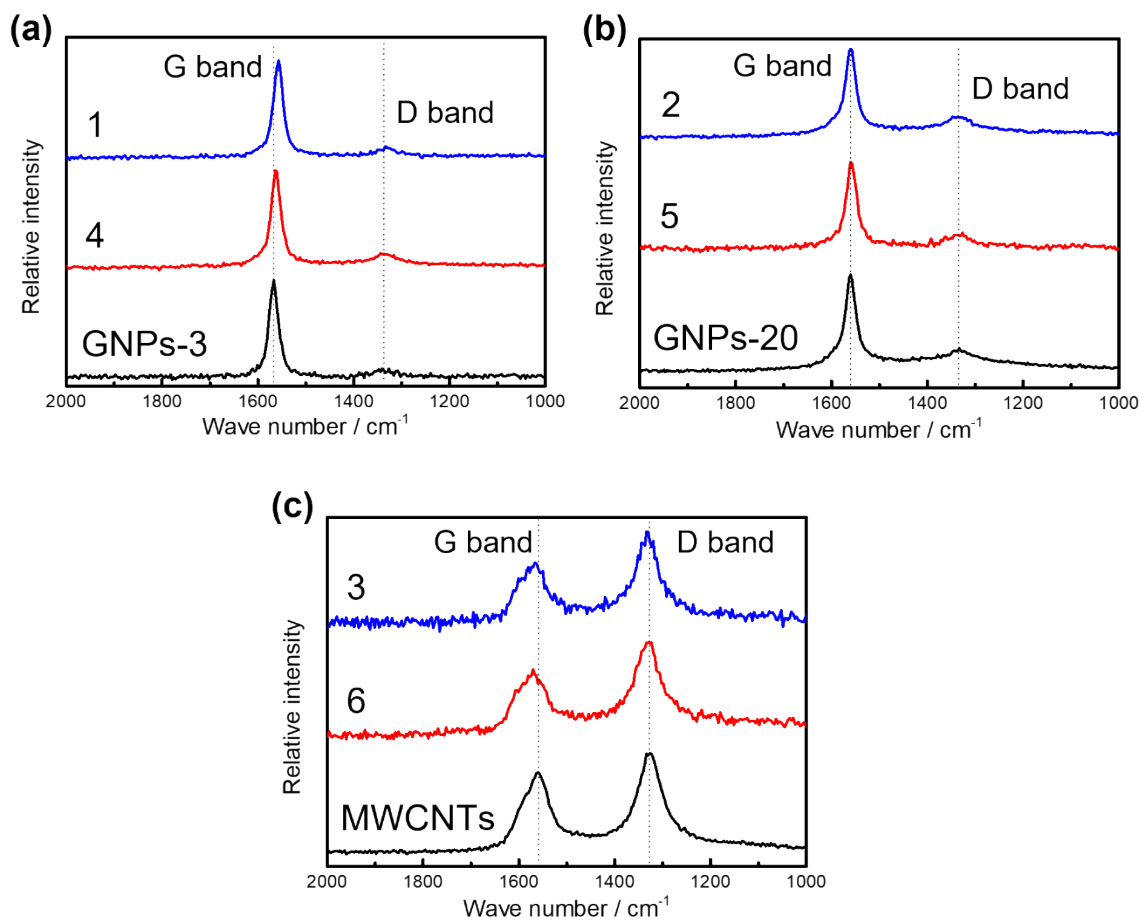 (a)
G band
D band
1
4
GNPs-3
Relative intensity
2000 1800 1600 1400 1200 1000
Wave number / cm⁻¹
(b)
G band
D band
2
5
GNPs-20
Relative intensity
2000 1800 1600 1400 1200 1000
Wave number / cm⁻¹
(c)
G band
D band
3
6
MWCNTs
Relative intensity
2000 1800 1600 1400 1200 1000
Wave number / cm⁻¹